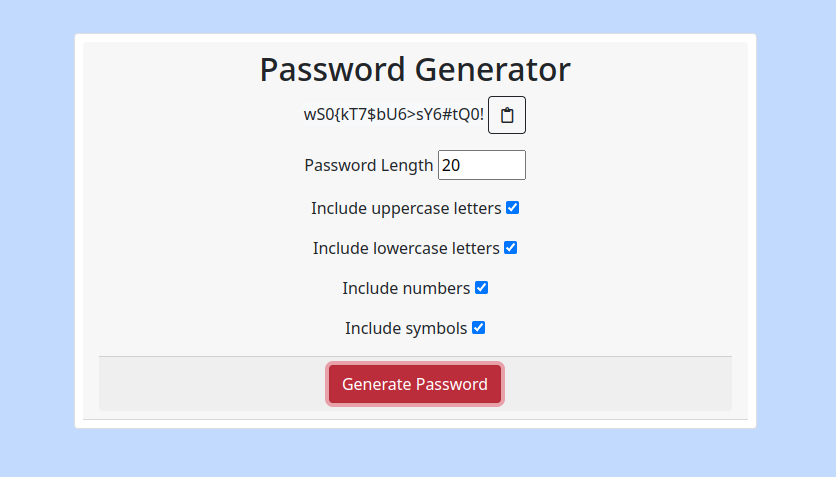 Password Generator
wS0{kT7$bU6>sY6#tQ0!
Password Length 20
Include uppercase letters
Include lowercase letters
Include numbers
Include symbols
Generate Password